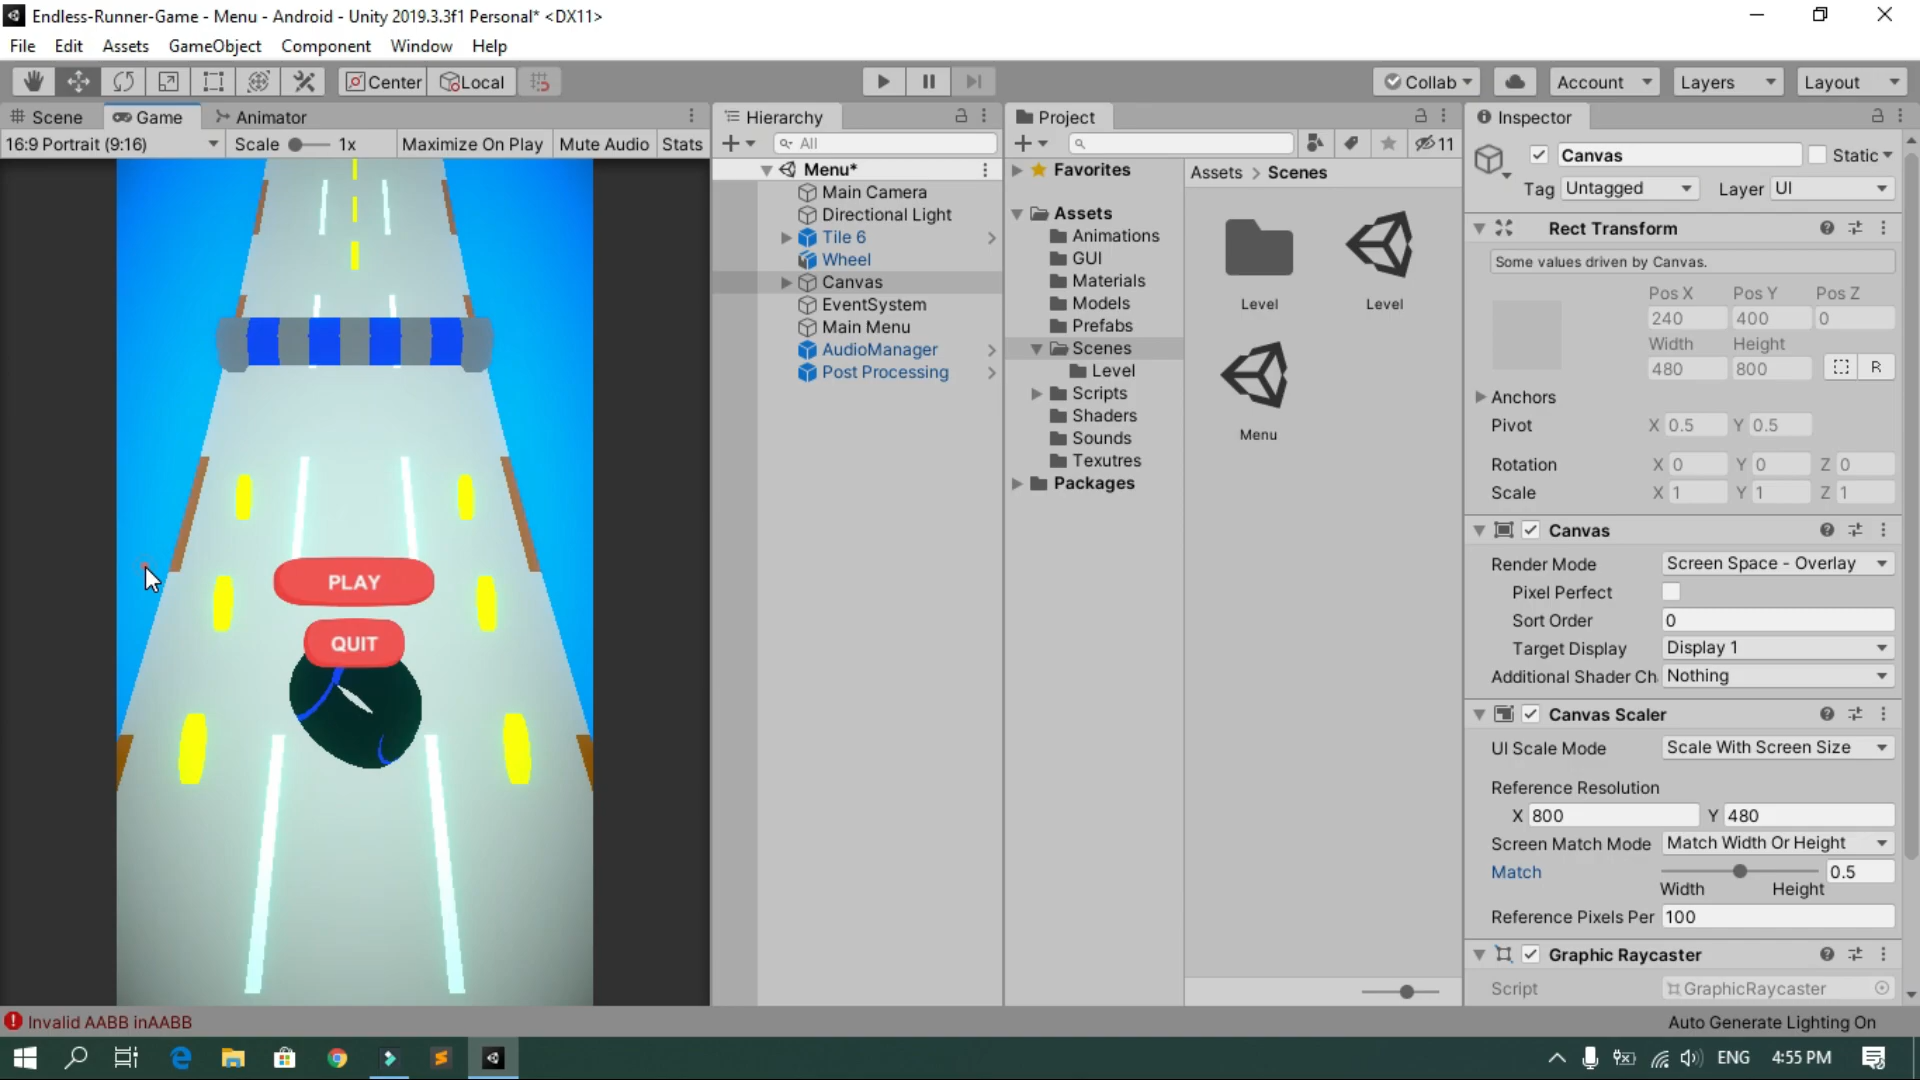 Endless-Runner-Game - Menu - Android - Unity 2019.3.3f1 Personal* <DX11>
File Edit Assets GameObject Component Window Help
Center Local Collab Account Layers Layout
Scene Game Animator
16:9 Portrait (9:16) Scale 1x Maximize On Play Mute Audio Stats
PLAY
QUIT
Hierarchy
All
Menu*
Main Camera
Directional Light
Tile 6
Wheel
Canvas
EventSystem
Main Menu
AudioManager
Post Processing
Project
11
Favorites
Assets
Animations
GUI
Materials
Models
Prefabs
Scenes
Level
Scripts
Shaders
Sounds
Texutres
Packages
Assets > Scenes
Level
Level
Menu
Inspector
Canvas Static
Tag Untagged Layer UI
Rect Transform
Some values driven by Canvas.
Pos X Pos Y Pos Z
240 400 0
Width Height
480 800 R
Anchors
Pivot X 0.5 Y 0.5
Rotation X 0 Y 0 Z 0
Scale X 1 Y 1 Z 1
Canvas
Render Mode Screen Space - Overlay
Pixel Perfect
Sort Order 0
Target Display Display 1
Additional Shader Ch Nothing
Canvas Scaler
UI Scale Mode Scale With Screen Size
Reference Resolution
X 800 Y 480
Screen Match Mode Match Width Or Height
Match 0.5
Width Height
Reference Pixels Per 100
Graphic Raycaster
Script GraphicRaycaster
Invalid AABB inAABB
Auto Generate Lighting On
ENG 4:55 PM